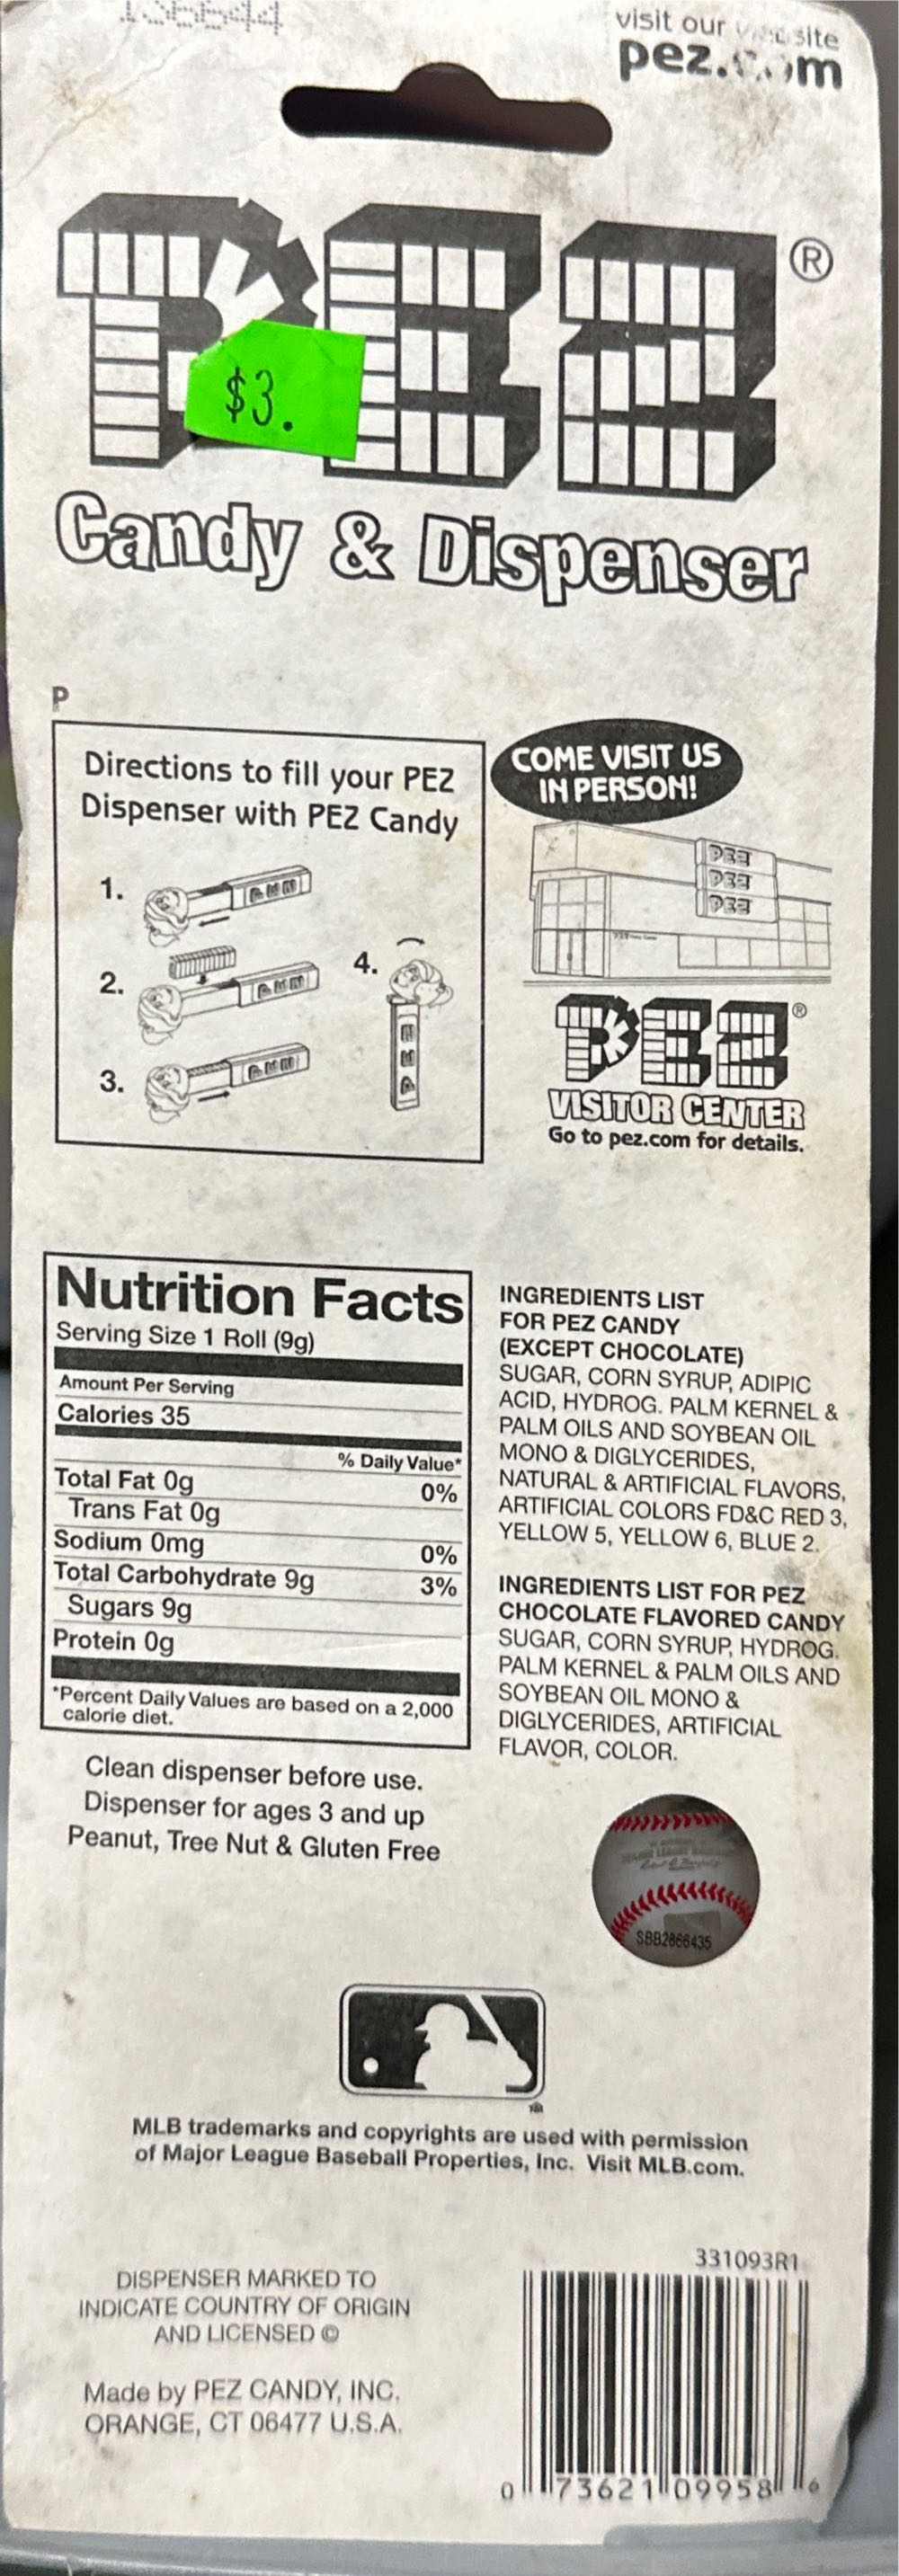 visit our
PEZ®
$3.
Candy & Dispenser
P
Directions to fill your PEZ
Dispenser with PEZ Candy
1.
2.
3.
4.
COME VISIT US
IN PERSON!
PEZ
PEZ
PEZ
PEZ®
VISITOR CENTER
Go to pez.com for details.
Nutrition Facts
Serving Size 1 Roll (9g)
Amount Per Serving
Calories 35
% Daily Value*
Total Fat 0g 0%
Trans Fat 0g
Sodium 0mg 0%
Total Carbohydrate 9g 3%
Sugars 9g
Protein 0g
*Percent Daily Values are based on a 2,000
calorie diet.
Clean dispenser before use.
Dispenser for ages 3 and up
Peanut, Tree Nut & Gluten Free
INGREDIENTS LIST
FOR PEZ CANDY
(EXCEPT CHOCOLATE)
SUGAR, CORN SYRUP, ADIPIC
ACID, HYDROG. PALM KERNEL &
PALM OILS AND SOYBEAN OIL
MONO & DIGLYCERIDES,
NATURAL & ARTIFICIAL FLAVORS,
ARTIFICIAL COLORS FD&C RED 3,
YELLOW 5, YELLOW 6, BLUE 2.
INGREDIENTS LIST FOR PEZ
CHOCOLATE FLAVORED CANDY
SUGAR, CORN SYRUP, HYDROG.
PALM KERNEL & PALM OILS AND
SOYBEAN OIL MONO &
DIGLYCERIDES, ARTIFICIAL
FLAVOR, COLOR.
SBB2866435
MLB trademarks and copyrights are used with permission
of Major League Baseball Properties, Inc. Visit MLB.com.
DISPENSER MARKED TO
INDICATE COUNTRY OF ORIGIN
AND LICENSED ©
Made by PEZ CANDY, INC.
ORANGE, CT 06477 U.S.A.
331093R1
0 73621 09958 6